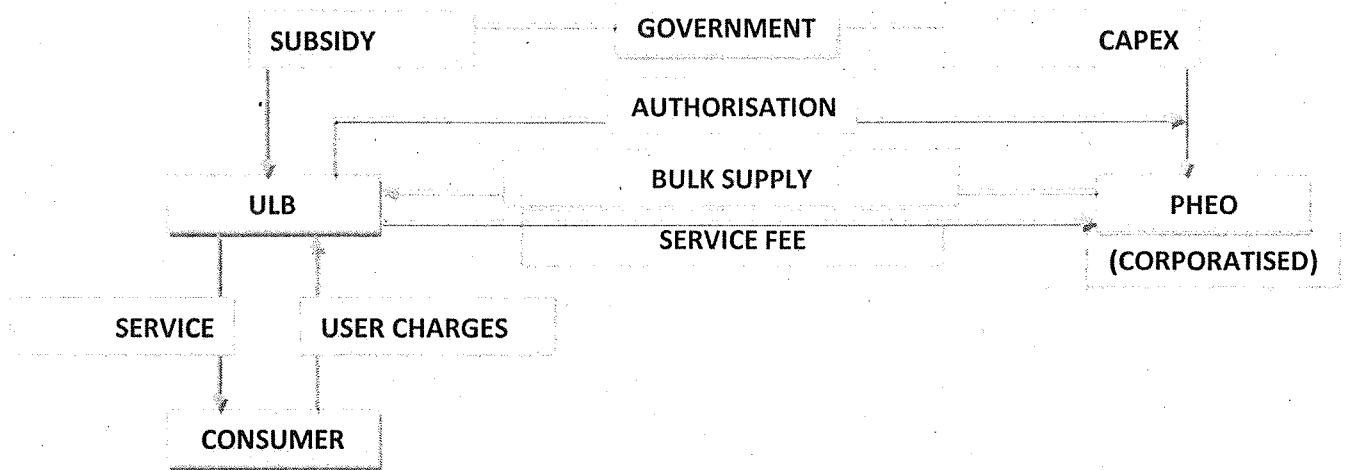 SUBSIDY
GOVERNMENT
CAPEX
AUTHORISATION
BULK SUPPLY
ULB
PHEO
SERVICE FEE
(CORPORATISED)
SERVICE
USER CHARGES
CONSUMER